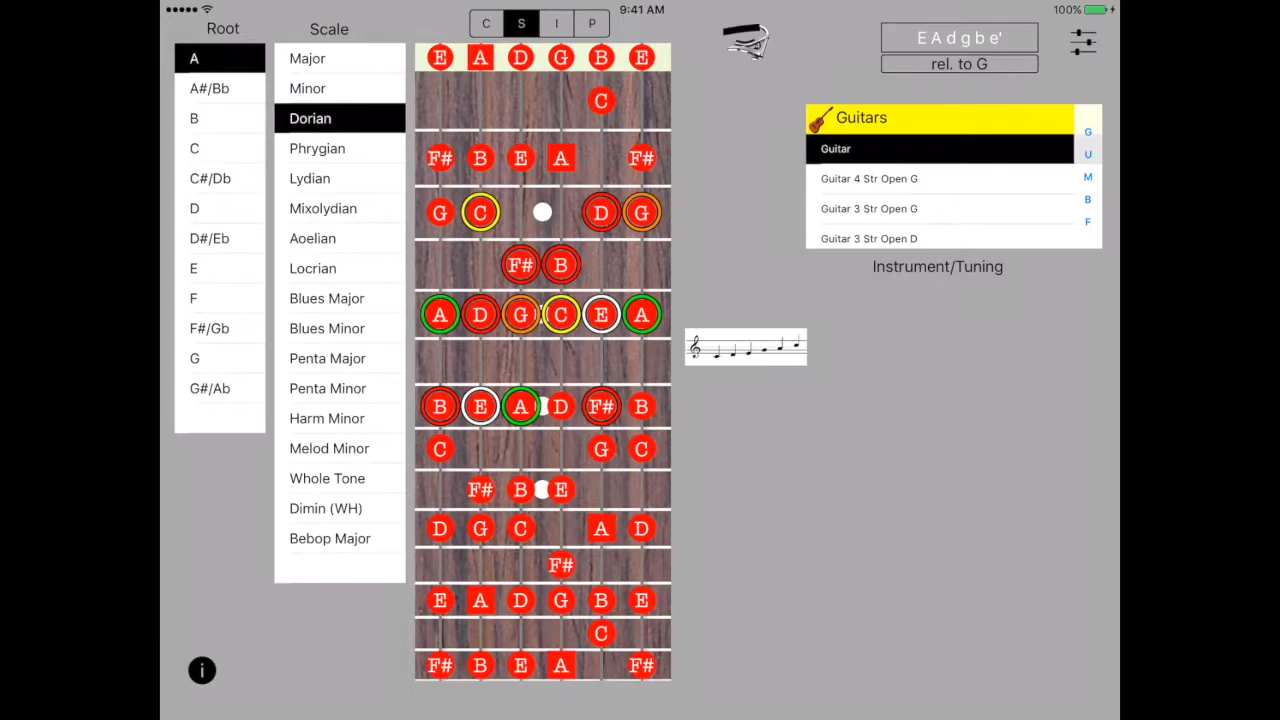 9:41 AM
100%
Root
Scale
C S I P
E A d g b e'
rel. to G
A
A#/Bb
B
C
C#/Db
D
D#/Eb
E
F
F#/Gb
G
G#/Ab
Major
Minor
Dorian
Phrygian
Lydian
Mixolydian
Aoelian
Locrian
Blues Major
Blues Minor
Penta Major
Penta Minor
Harm Minor
Melod Minor
Whole Tone
Dimin (WH)
Bebop Major
E A D G B E
C
F# B E A F#
G C D G
F# B
A D G C E A
B E A D F# B
C G C
F# B E
D G C A D
F#
E A D G B E
C
F# B E A F#
Guitars
Guitar
Guitar 4 Str Open G
Guitar 3 Str Open G
Guitar 3 Str Open D
G
U
M
B
F
Instrument/Tuning
i